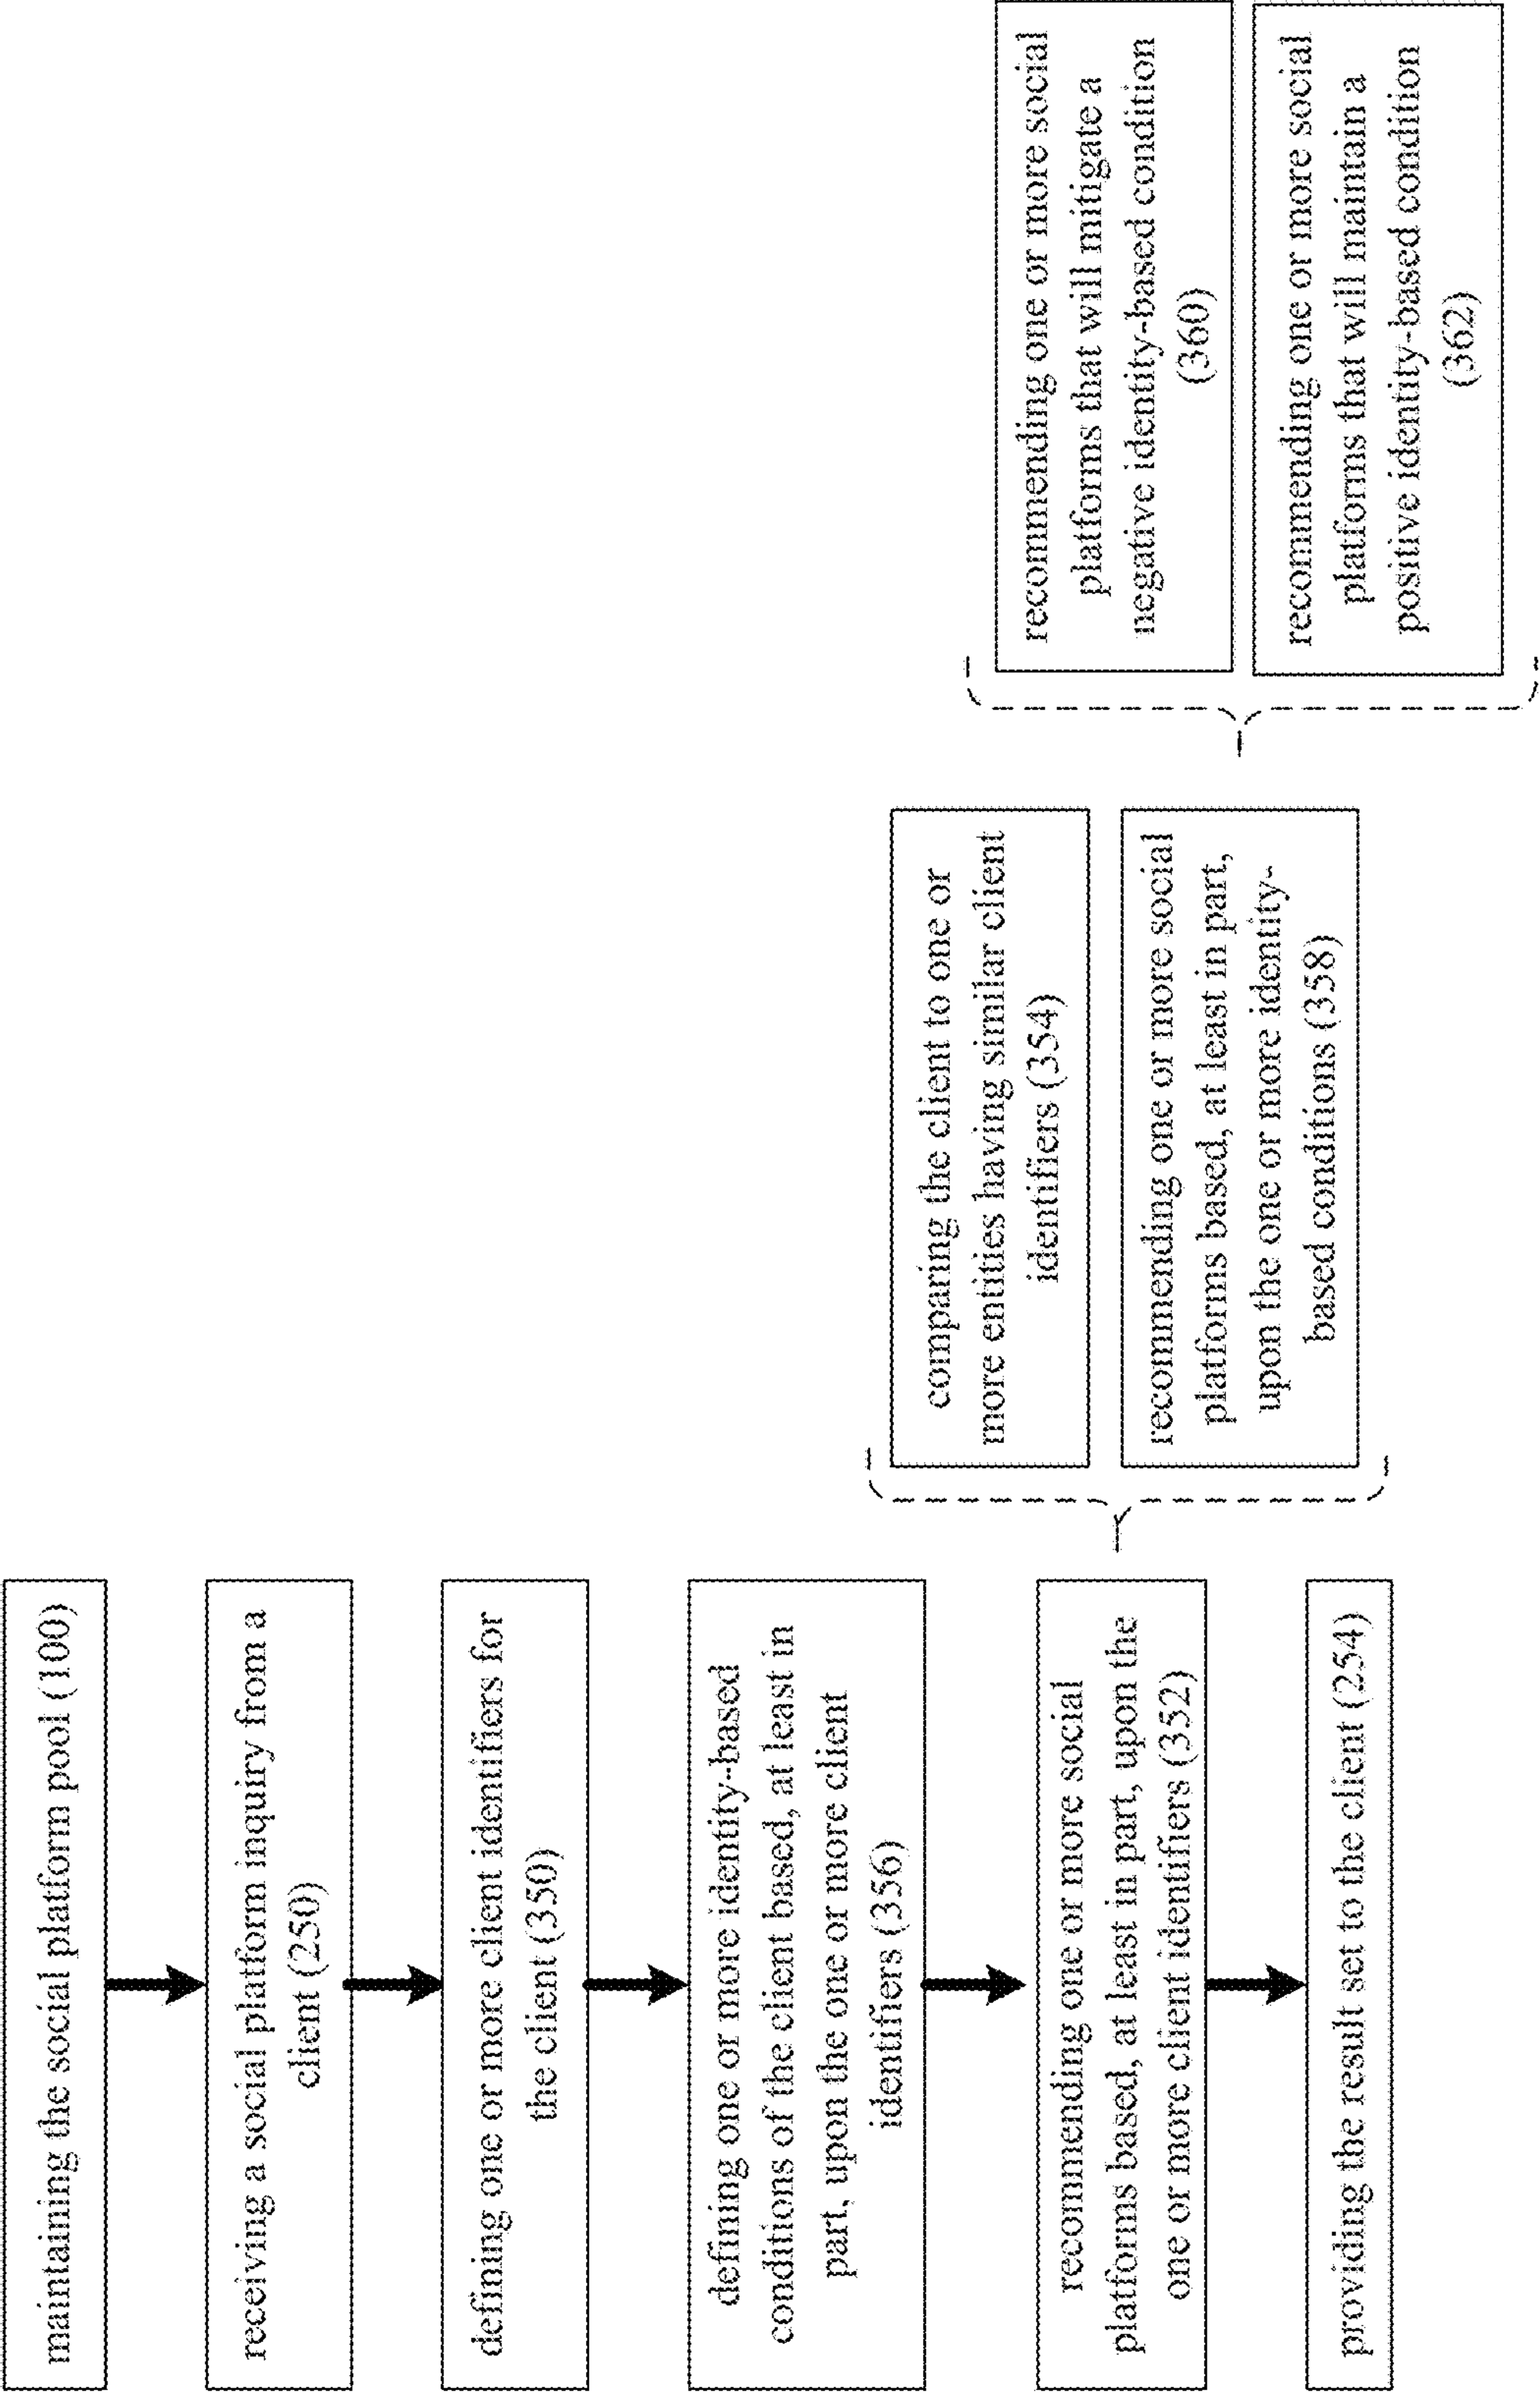 maintaining the social platform pool (100)
receiving a social platform inquiry from a
client (250)
defining one or more client identifiers for
the client (350)
defining one or more identity-based
conditions of the client based, at least in
part, upon the one or more client
identifiers (356)
recommending one or more social
platforms based, at least in part, upon the
one or more client identifiers (352)
providing the result set to the client (254)
comparing the client to one or
more entities having similar client
identifiers (354)
recommending one or more social
platforms based, at least in part,
upon the one or more identity-
based conditions (358)
recommending one or more social
platforms that will mitigate a
negative identity-based condition
(360)
recommending one or more social
platforms that will maintain a
positive identity-based condition
(362)